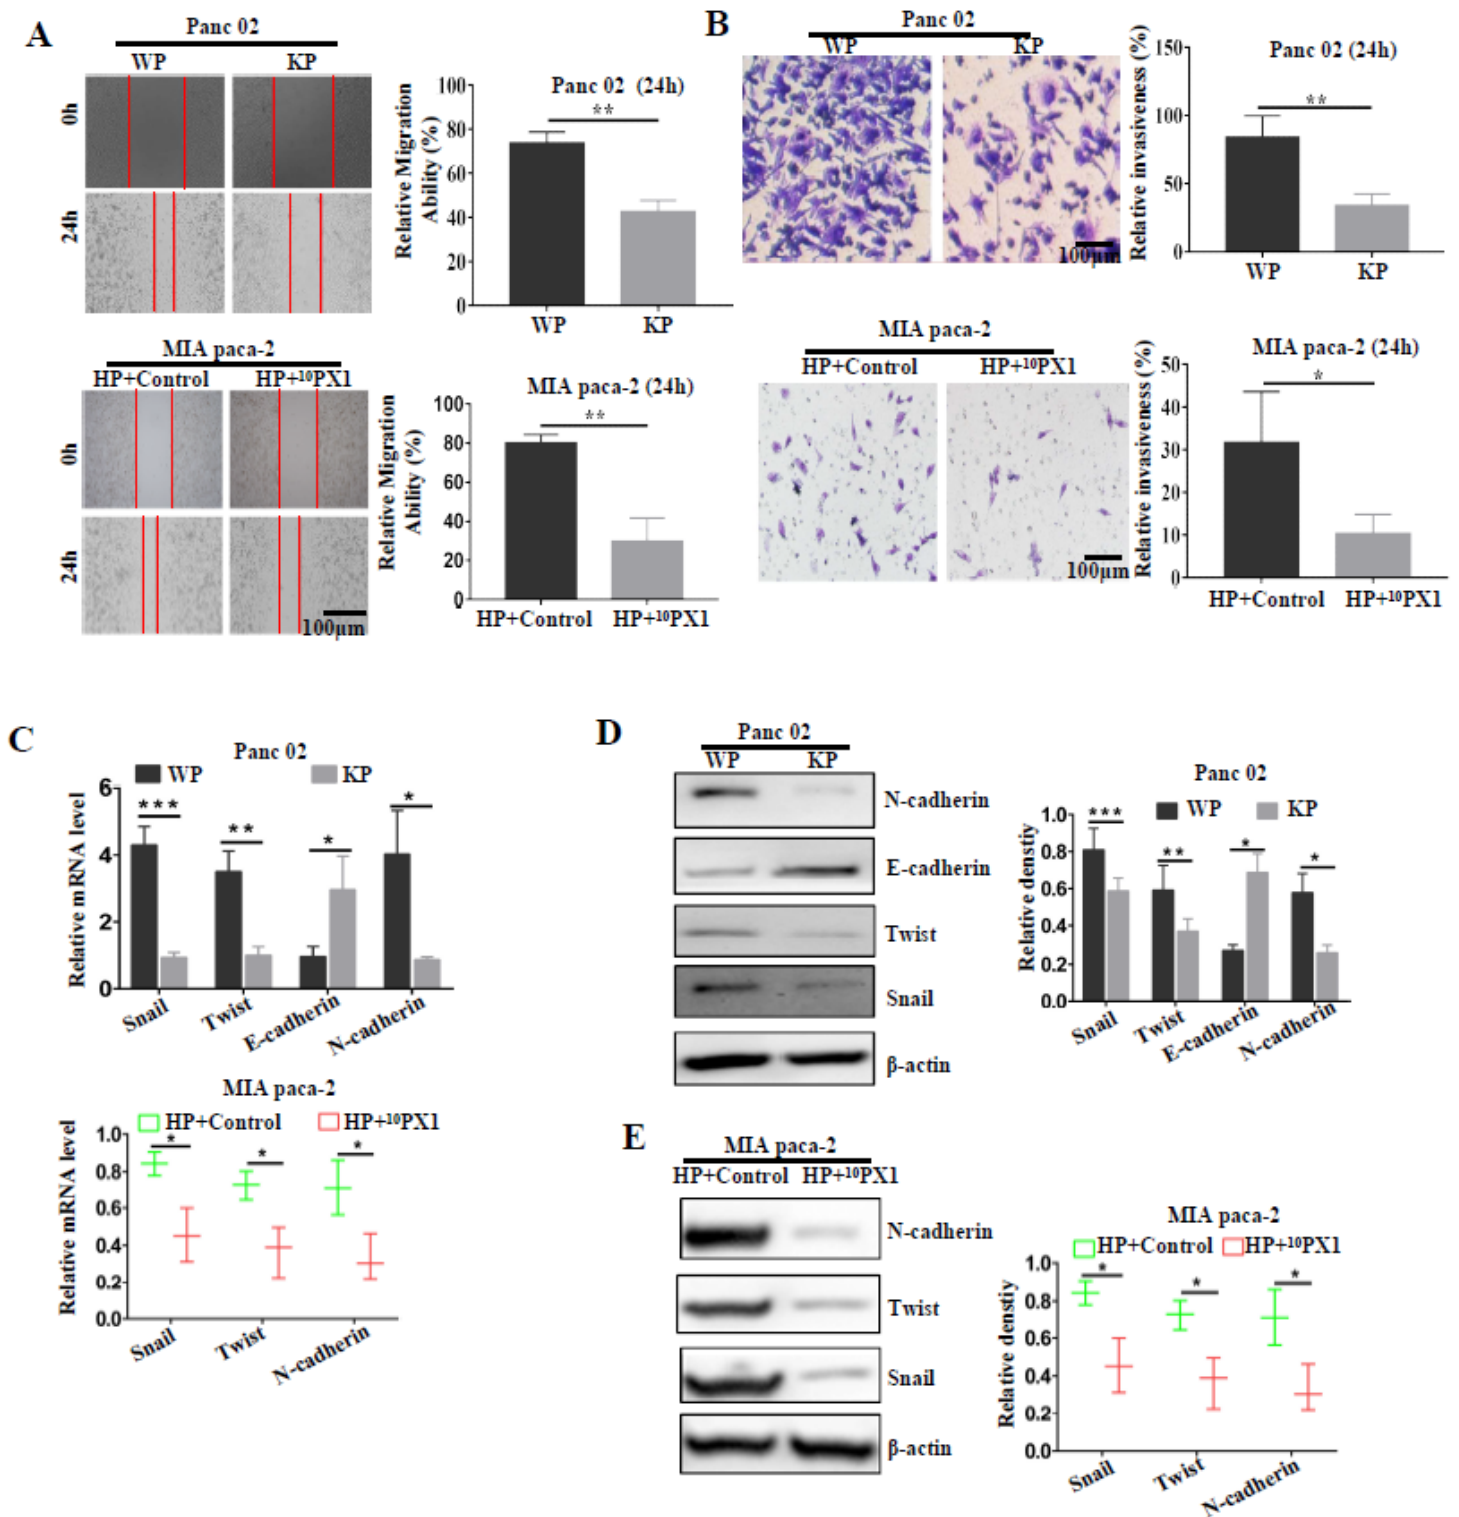 A
Panc 02
WP KP
0h
24h
Relative Migration
Ability (%)
100
80
60
40
20
0
Panc 02 (24h)
**
WP KP
MIA paca-2
HP+Control HP+¹⁰PX1
0h
24h
100μm
Relative Migration
Ability (%)
100
80
60
40
20
0
MIA paca-2 (24h)
**
HP+Control HP+¹⁰PX1
B
Panc 02
WP KP
100μm
Relative invasiveness (%)
150
100
50
0
Panc 02 (24h)
**
WP KP
MIA paca-2
HP+Control HP+¹⁰PX1
100μm
Relative invasiveness (%)
50
40
30
20
10
0
MIA paca-2 (24h)
*
HP+Control HP+¹⁰PX1
C
Panc 02
WP KP
Relative mRNA level
6
4
2
0
*** ** * *
Snail Twist E-cadherin N-cadherin
MIA paca-2
HP+Control HP+¹⁰PX1
Relative mRNA level
1.0
0.8
0.6
0.4
0.2
0.0
* * *
Snail Twist N-cadherin
D
Panc 02
WP KP
N-cadherin
E-cadherin
Twist
Snail
β-actin
Panc 02
WP KP
Relative denstiy
1.0
0.8
0.6
0.4
0.2
0.0
*** ** * *
Snail Twist E-cadherin N-cadherin
E
MIA paca-2
HP+Control HP+¹⁰PX1
N-cadherin
Twist
Snail
β-actin
MIA paca-2
HP+Control HP+¹⁰PX1
Relative denstiy
1.0
0.8
0.6
0.4
0.2
0.0
* * *
Snail Twist N-cadherin